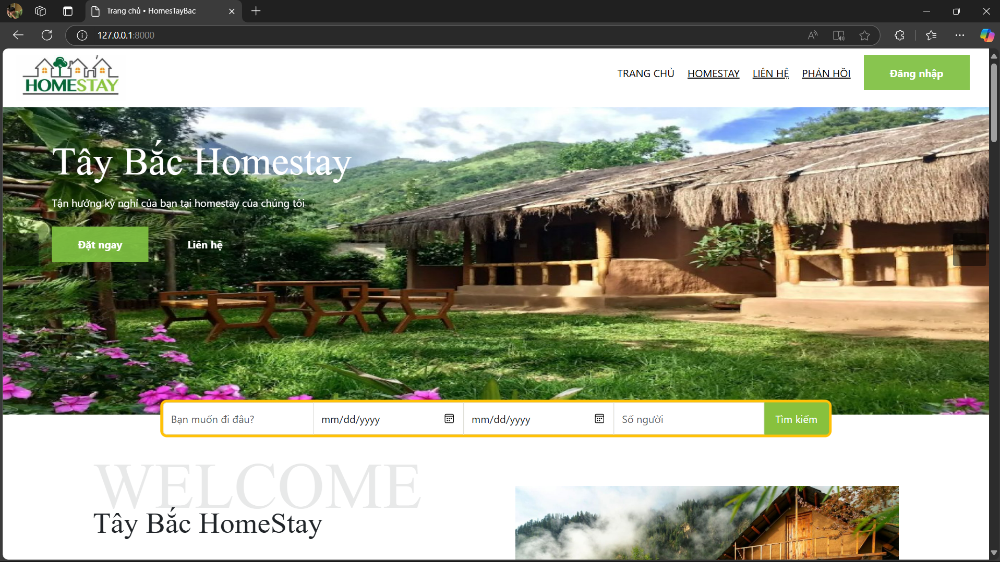 Trang chủ • HomesTayBac
127.0.0.1:8000
HOMESTAY
TRANG CHỦ HOMESTAY LIÊN HỆ PHẢN HỒI Đăng nhập
Tây Bắc Homestay
Tận hưởng kỳ nghỉ của bạn tại homestay của chúng tôi
Đặt ngay Liên hệ
Bạn muốn đi đâu? mm/dd/yyyy mm/dd/yyyy Số người Tìm kiếm
WELCOME
Tây Bắc HomeStay